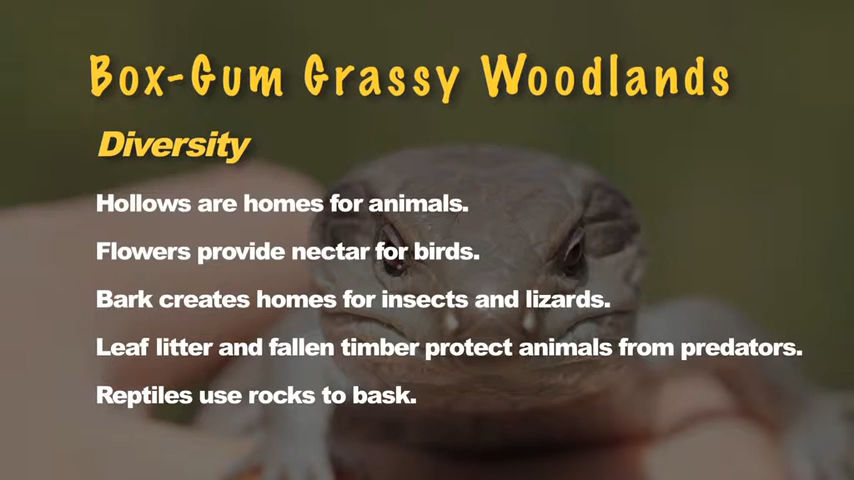 Box-Gum Grassy Woodlands
Diversity
Hollows are homes for animals.
Flowers provide nectar for birds.
Bark creates homes for insects and lizards.
Leaf litter and fallen timber protect animals from predators.
Reptiles use rocks to bask.